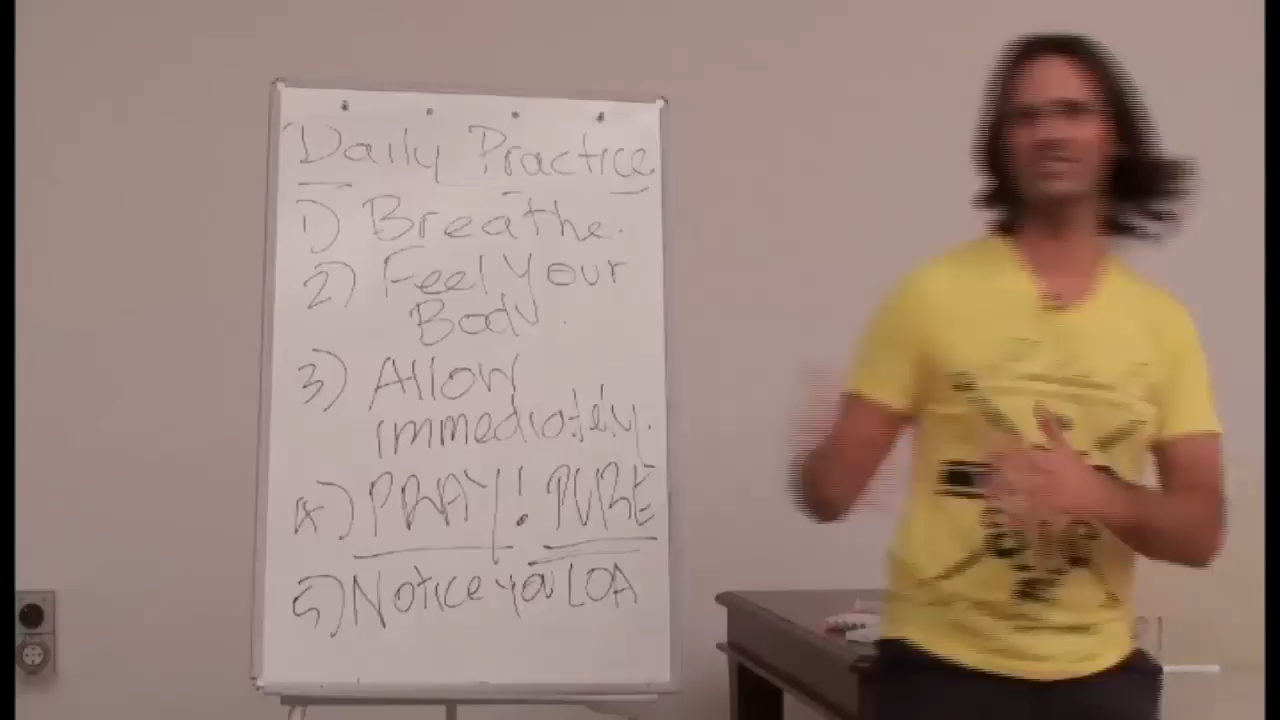 Daily Practice
1) Breathe.
2) Feel Your
Body.
3) Allow
immediately.
4) PRAY! PURE
5) Notice you LOA